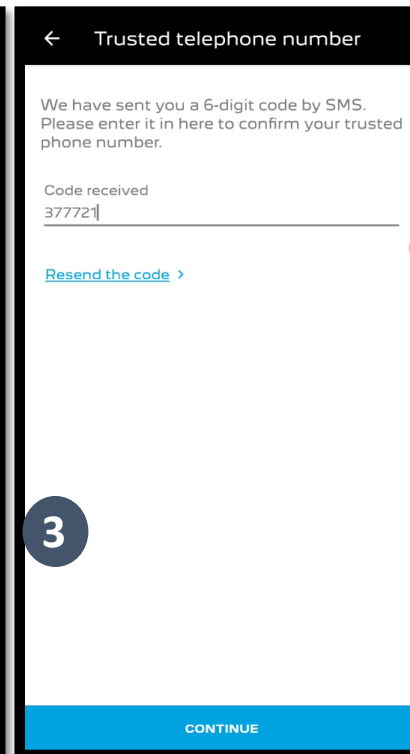 ← Trusted telephone number
We have sent you a 6-digit code by SMS.
Please enter it in here to confirm your trusted
phone number.
Code received
377721
Resend the code >
3
CONTINUE